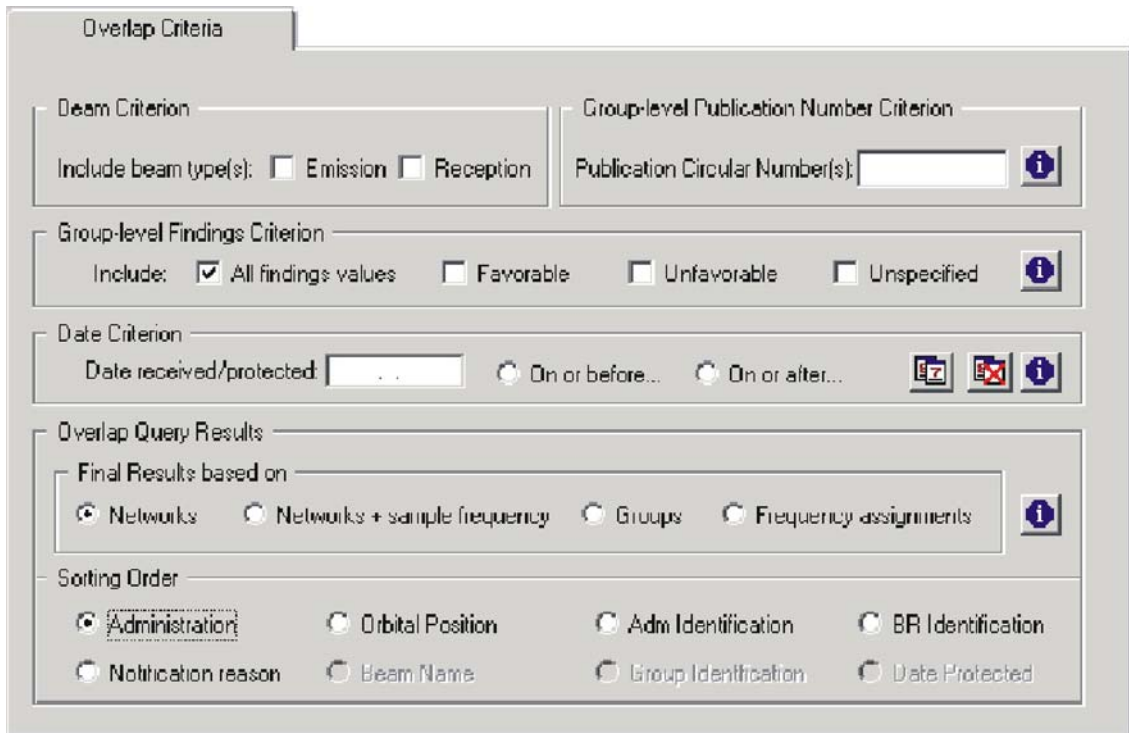 Overlap Criteria
Beam Criterion
Include beam type(s): Emission Reception
Group-level Publication Number Criterion
Publication Circular Number(s):
Group-level Findings Criterion
Include: All findings values Favorable Unfavorable Unspecified
Date Criterion
Date received/protected: . . On or before... On or after...
Overlap Query Results
Final Results based on
Networks Networks + sample frequency Groups Frequency assignments
Sorting Order
Administration Orbital Position Adm Identification BR Identification
Notification reason Beam Name Group Identification Date Protected